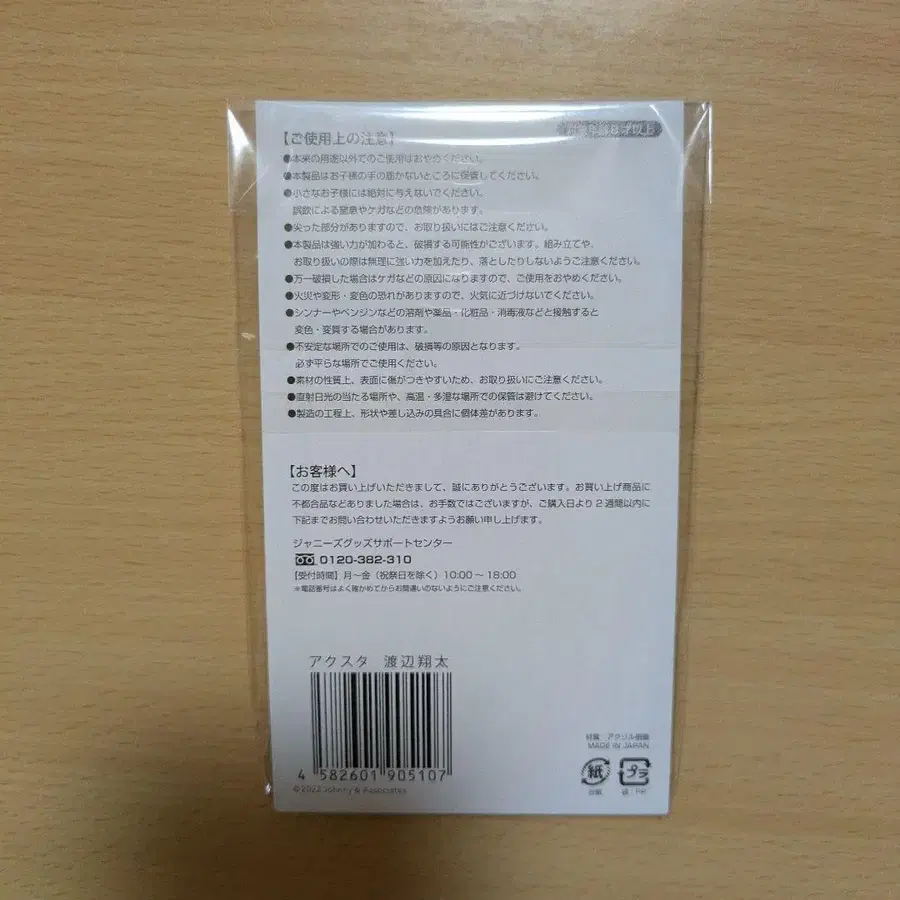 【ご使用上の注意】
対象年齢8才以上
●本来の用途以外でのご使用はおやめください。
●本製品はお子様の手の届かないところに保管してください。
●小さなお子様には絶対に与えないでください。
誤飲による窒息やケガなどの危険があります。
●尖った部分がありますので、お取り扱いにはご注意ください。
●本製品は強い力が加わると、破損する可能性がございます。組み立てや、
お取り扱いの際は無理に強い力を加えたり、落としたりしないようご注意ください。
●万一破損した場合はケガなどの原因になりますので、ご使用をおやめください。
●火災や変形・変色の恐れがありますので、火気に近づけないでください。
●シンナーやベンジンなどの溶剤や薬品・化粧品・消毒液などと接触すると
変色・変質する場合があります。
●不安定な場所でのご使用は、破損等の原因となります。
必ず平らな場所でご使用ください。
●素材の性質上、表面に傷がつきやすいため、お取り扱いにご注意ください。
●直射日光の当たる場所や、高温・多湿な場所での保管は避けてください。
●製造の工程上、形状や差し込みの具合に個体差があります。
【お客様へ】
この度はお買い上げいただきまして、誠にありがとうございます。お買い上げ商品に
不都合品などありました場合は、お手数ではございますが、ご購入日より2週間以内に
下記までお問い合わせいただきますようお願い申し上げます。
ジャニーズグッズサポートセンター
0120-382-310
【受付時間】月〜金（祝祭日を除く）10:00〜18:00
※電話番号はよく確かめてからお間違いのないようにご注意ください。
アクスタ 渡辺翔太
4 582601 905107
©2022 Johnny & Associates
材質 アクリル樹脂
MADE IN JAPAN
紙 プラ
台紙 袋：PP